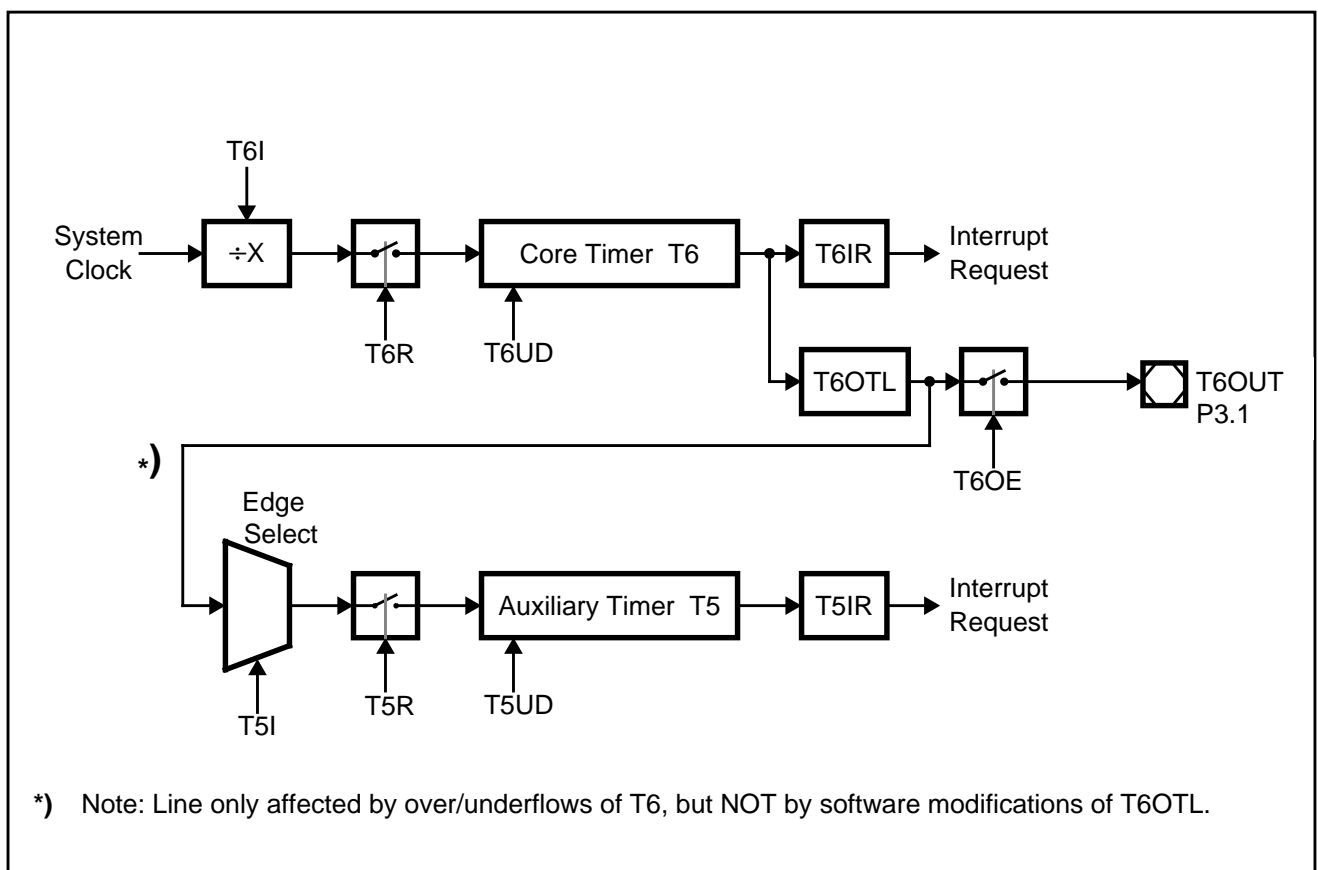 T6I
System
Clock
÷X
Core Timer T6
T6IR
Interrupt
Request
T6R
T6UD
T6OTL
T6OUT
P3.1
*)
T6OE
Edge
Select
Auxiliary Timer T5
T5IR
Interrupt
Request
T5I
T5R
T5UD
*) Note: Line only affected by over/underflows of T6, but NOT by software modifications of T6OTL.